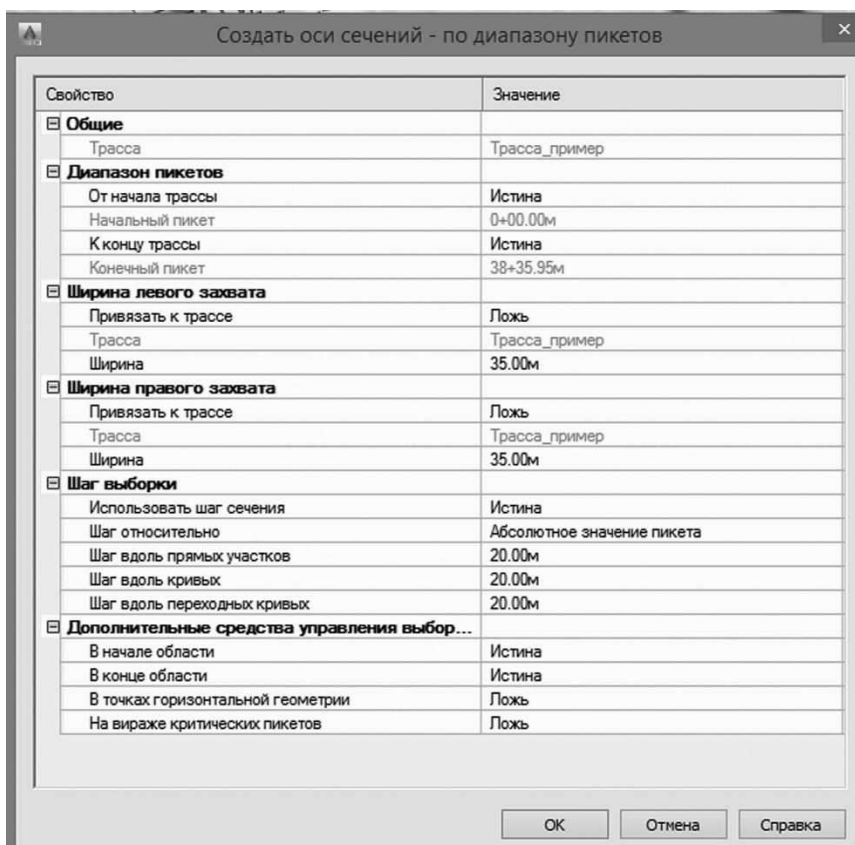 Создать оси сечений - по диапазону пикетов
Свойство Значение
Общие
Трасса Трасса_пример
Диапазон пикетов
От начала трассы Истина
Начальный пикет 0+00.00м
К концу трассы Истина
Конечный пикет 38+35.95м
Ширина левого захвата
Привязать к трассе Ложь
Трасса Трасса_пример
Ширина 35.00м
Ширина правого захвата
Привязать к трассе Ложь
Трасса Трасса_пример
Ширина 35.00м
Шаг выборки
Использовать шаг сечения Истина
Шаг относительно Абсолютное значение пикета
Шаг вдоль прямых участков 20.00м
Шаг вдоль кривых 20.00м
Шаг вдоль переходных кривых 20.00м
Дополнительные средства управления выбор...
В начале области Истина
В конце области Истина
В точках горизонтальной геометрии Ложь
На вираже критических пикетов Ложь
ОК Отмена Справка